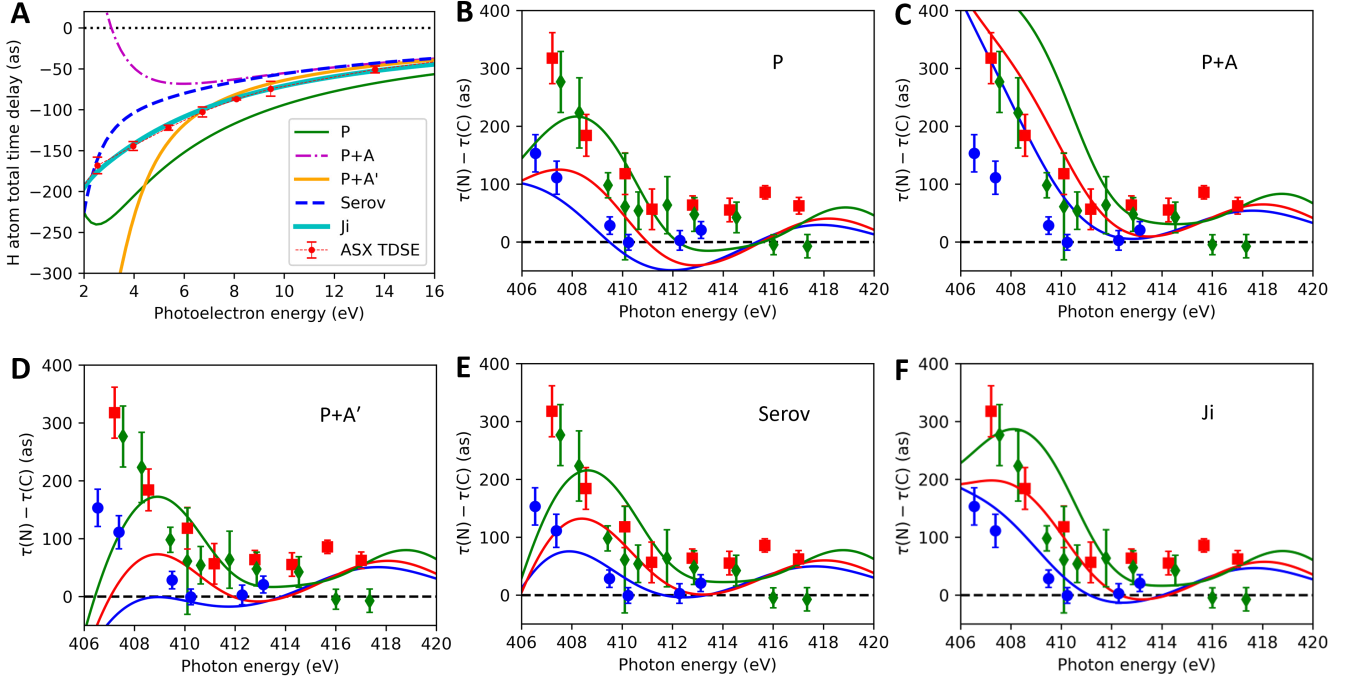 A
H atom total time delay (as)
0
−50
−100
−150
−200
−250
−300
2 4 6 8 10 12 14 16
Photoelectron energy (eV)
P
P+A
P+A'
Serov
Ji
ASX TDSE
B
τ(N) − τ(C) (as)
400
300
200
100
0
P
406 408 410 412 414 416 418 420
Photon energy (eV)
C
τ(N) − τ(C) (as)
400
300
200
100
0
P+A
406 408 410 412 414 416 418 420
Photon energy (eV)
D
τ(N) − τ(C) (as)
400
300
200
100
0
P+A’
406 408 410 412 414 416 418 420
Photon energy (eV)
E
τ(N) − τ(C) (as)
400
300
200
100
0
Serov
406 408 410 412 414 416 418 420
Photon energy (eV)
F
τ(N) − τ(C) (as)
400
300
200
100
0
Ji
406 408 410 412 414 416 418 420
Photon energy (eV)